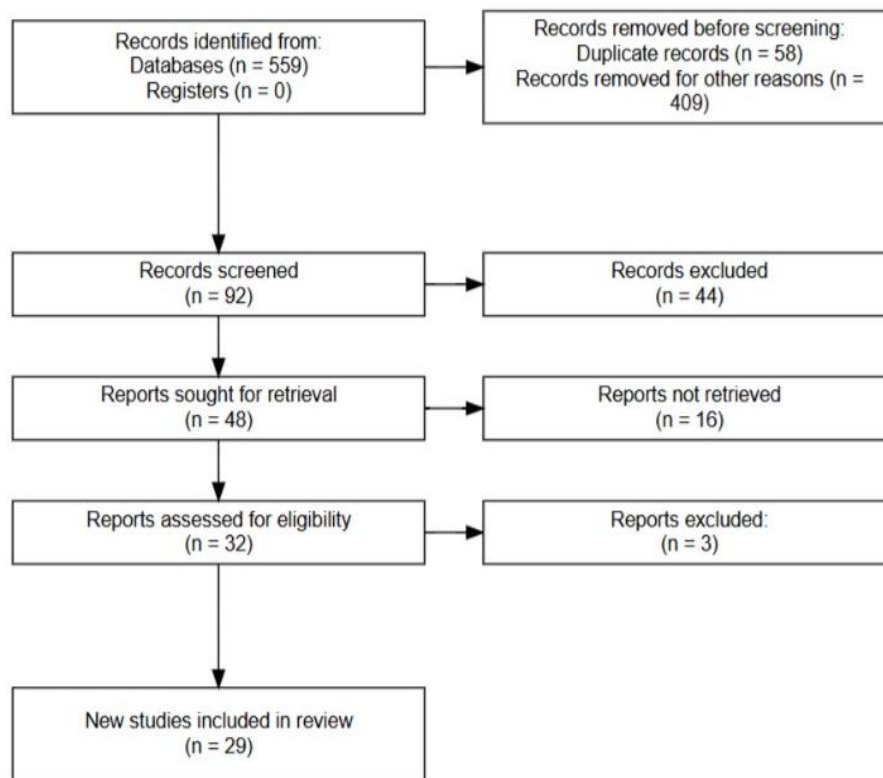 Records identified from:
Databases (n = 559)
Registers (n = 0)
Records removed before screening:
Duplicate records (n = 58)
Records removed for other reasons (n =
409)
Records screened
(n = 92)
Records excluded
(n = 44)
Reports sought for retrieval
(n = 48)
Reports not retrieved
(n = 16)
Reports assessed for eligibility
(n = 32)
Reports excluded:
(n = 3)
New studies included in review
(n = 29)